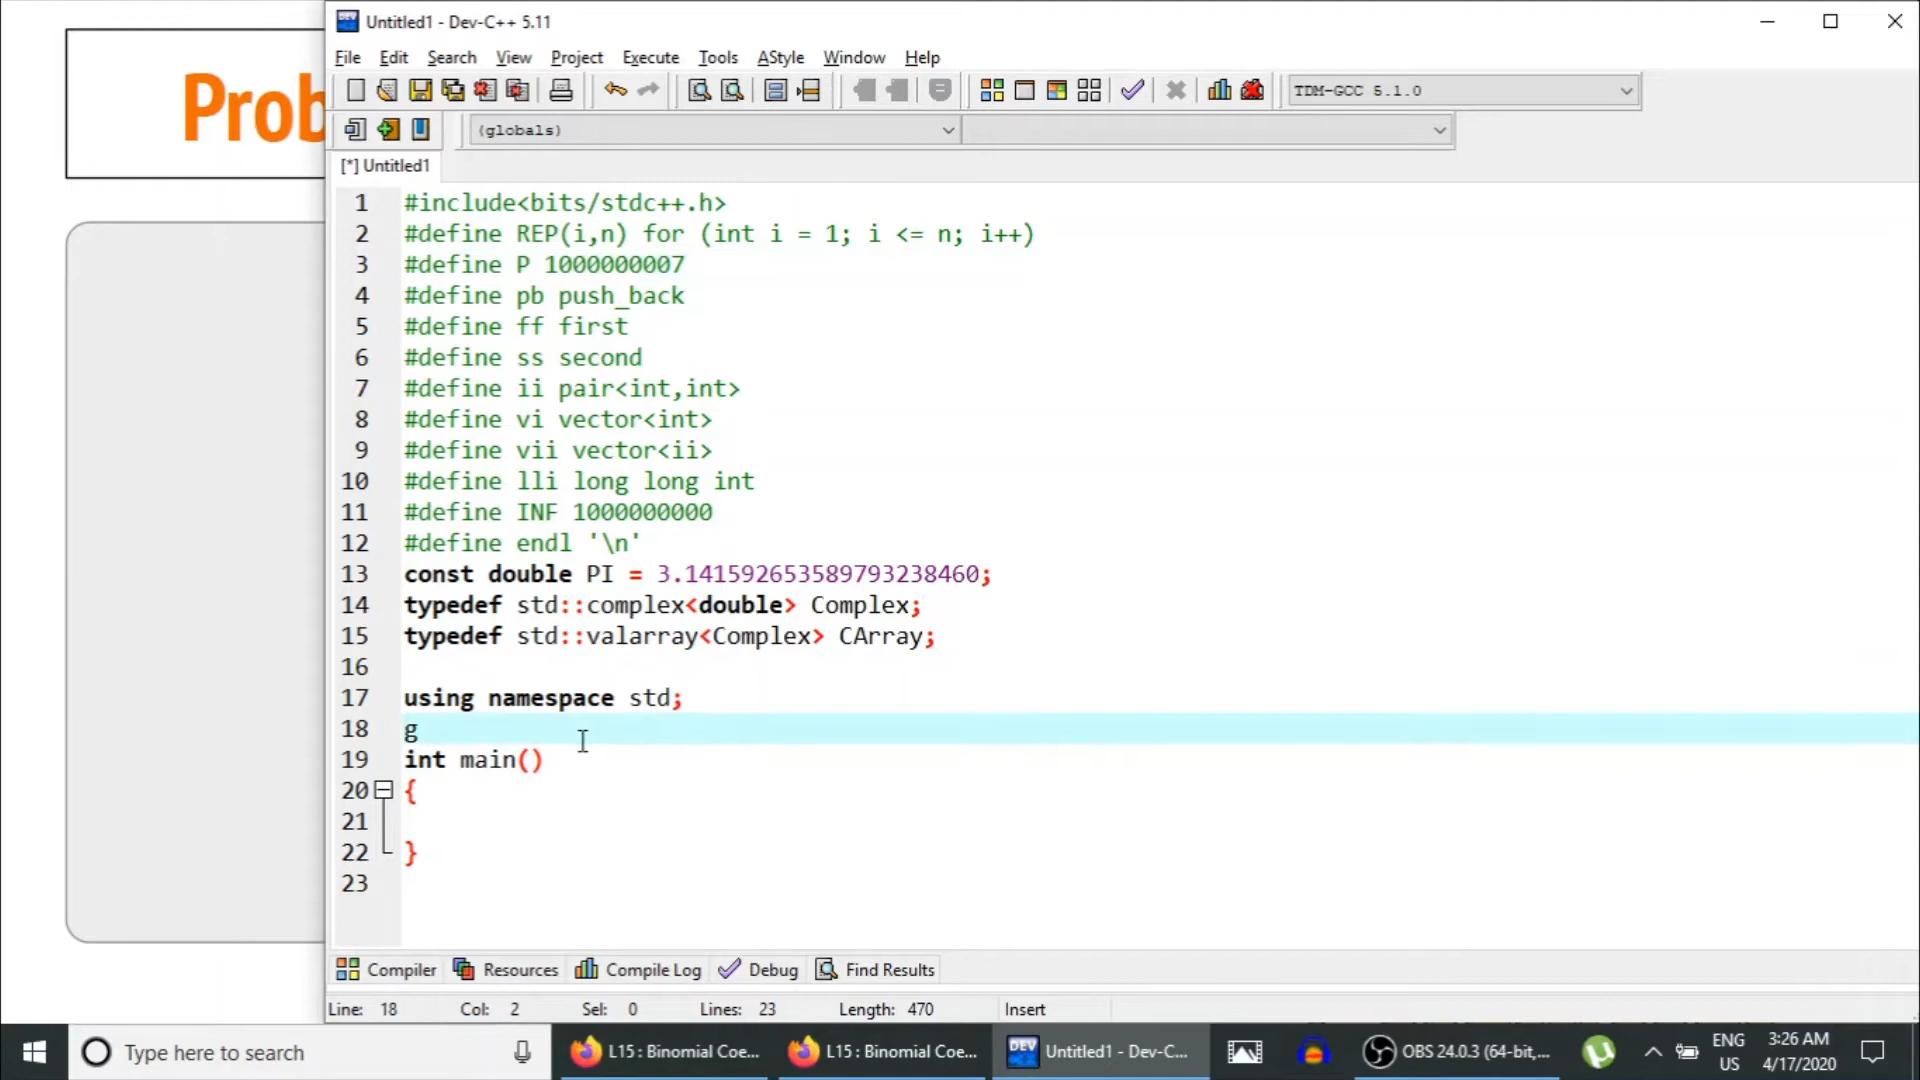 Prob
Untitled1 - Dev-C++ 5.11
File Edit Search View Project Execute Tools AStyle Window Help
TDM-GCC 5.1.0
(globals)
[*] Untitled1
1 #include<bits/stdc++.h>
2 #define REP(i,n) for (int i = 1; i <= n; i++)
3 #define P 1000000007
4 #define pb push_back
5 #define ff first
6 #define ss second
7 #define ii pair<int,int>
8 #define vi vector<int>
9 #define vii vector<ii>
10 #define lli long long int
11 #define INF 1000000000
12 #define endl '\n'
13 const double PI = 3.141592653589793238460;
14 typedef std::complex<double> Complex;
15 typedef std::valarray<Complex> CArray;
16
17 using namespace std;
18 g
19 int main()
20 {
21
22 }
23
Compiler Resources Compile Log Debug Find Results
Line: 18 Col: 2 Sel: 0 Lines: 23 Length: 470 Insert
Type here to search
L15 : Binomial Coe...
L15 : Binomial Coe...
DEV Untitled1 - Dev-C...
OBS 24.0.3 (64-bit,...
ENG US
3:26 AM
4/17/2020